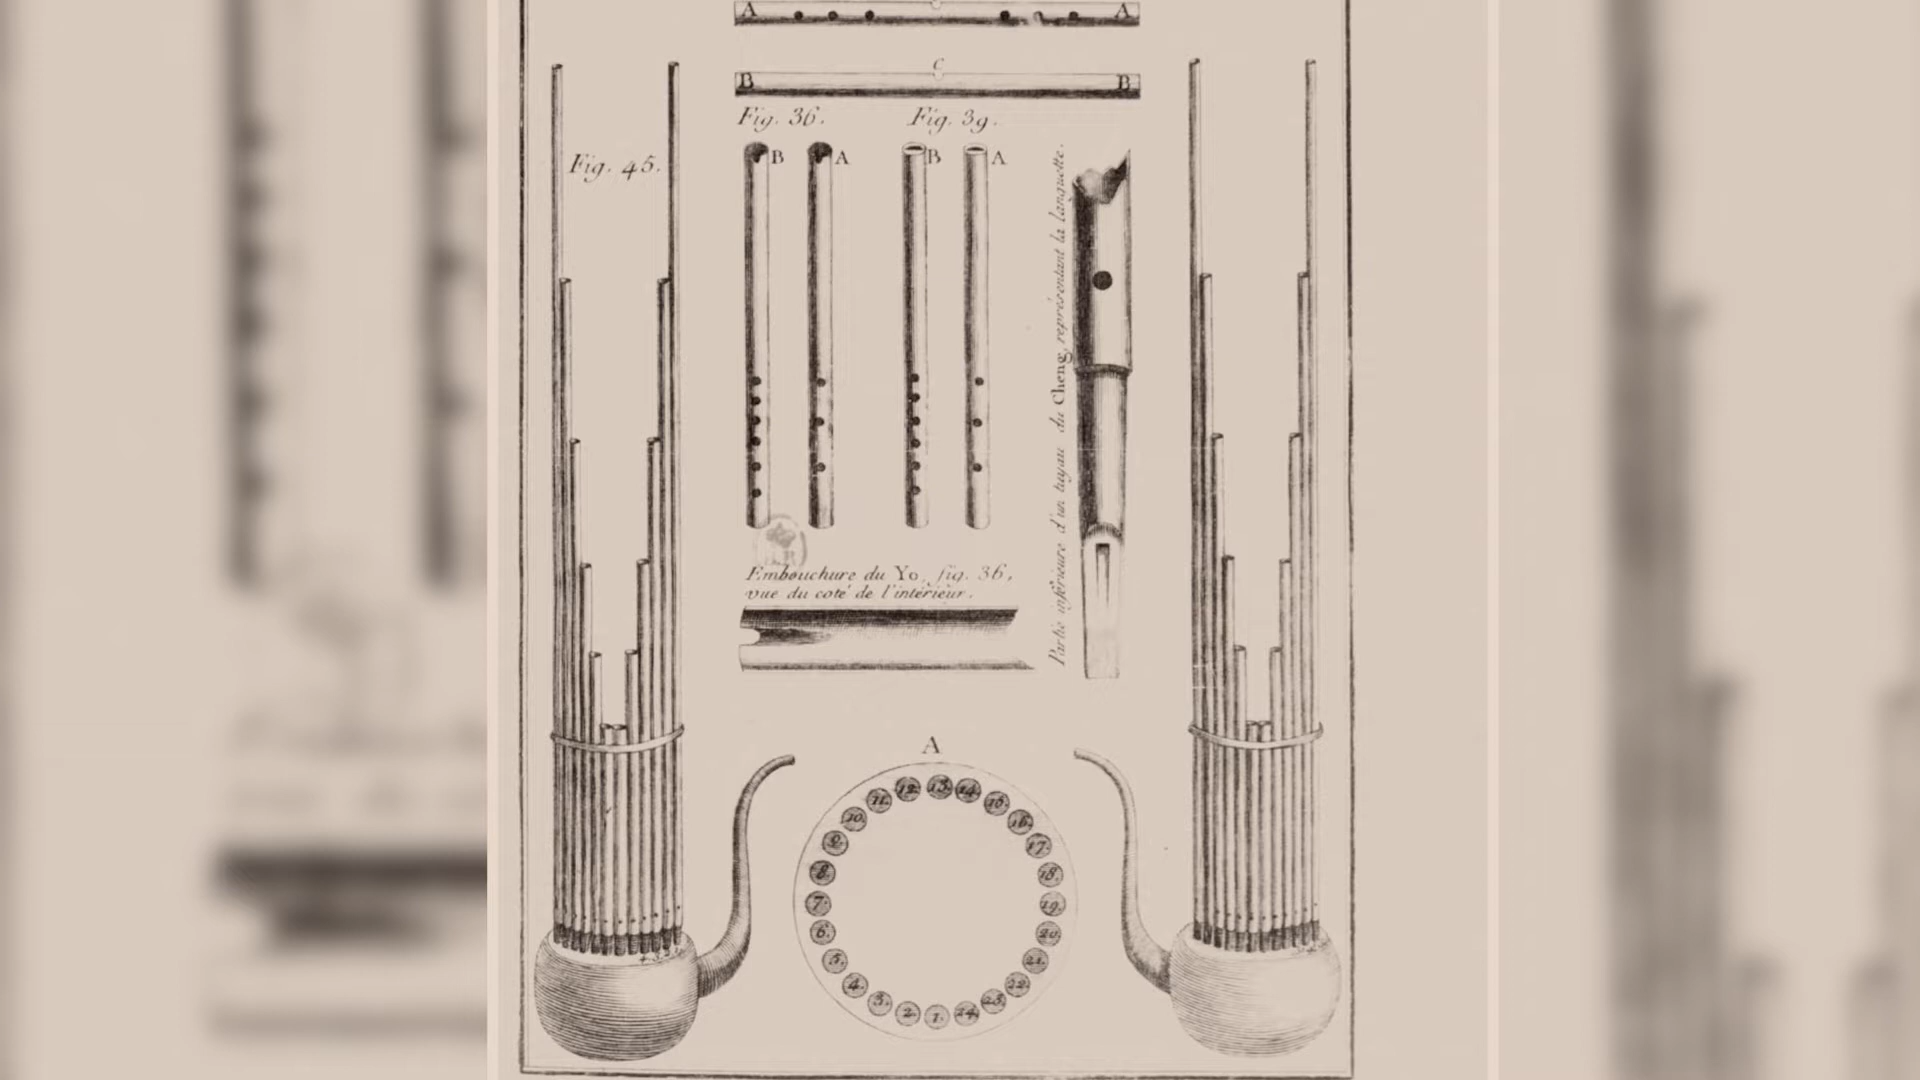 A A
C
B B
Fig. 36. Fig. 39.
Fig. 45.
B A B A
Partie inférieure d'un tuyau du Cheng, représentant la languette.
Embouchure du Yo, fig. 36,
vue du coté de l'intérieur.
A
1. 2. 3. 4. 5. 6. 7. 8. 9. 10. 11. 12. 13. 14. 16. 16. 17. 18. 19. 20. 21. 22. 23. 24.